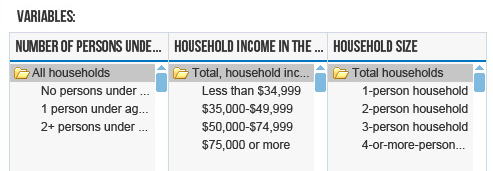 VARIABLES:
NUMBER OF PERSONS UNDE...
HOUSEHOLD INCOME IN THE ...
HOUSEHOLD SIZE
All households
No persons under ...
1 person under ag...
2+ persons under ...
Total, household inc...
Less than $34,999
$35,000-$49,999
$50,000-$74,999
$75,000 or more
Total households
1-person household
2-person household
3-person household
4-or-more-person...